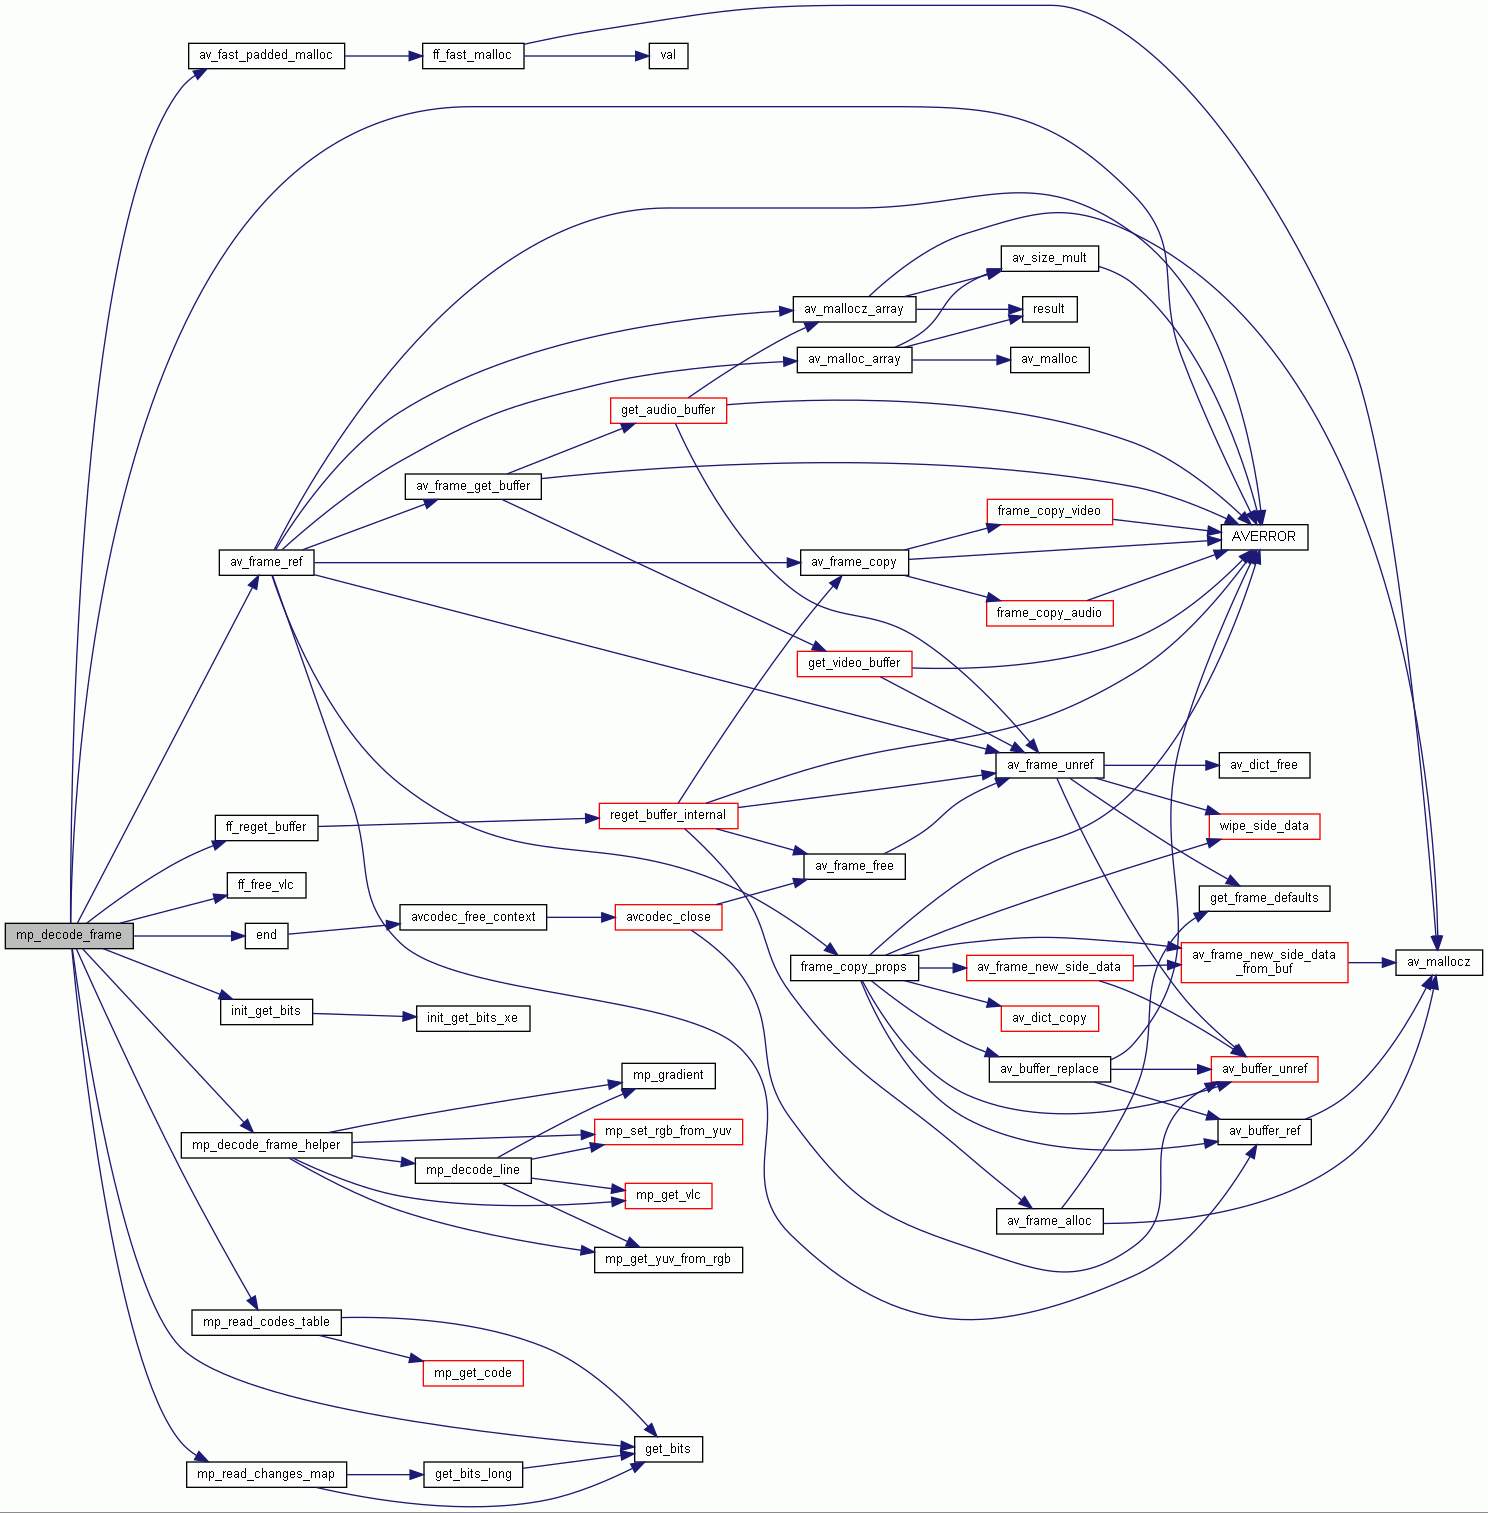 av_fast_padded_malloc
ff_fast_malloc
val
av_size_mult
av_mallocz_array
result
av_malloc_array
av_malloc
get_audio_buffer
av_frame_get_buffer
frame_copy_video
AVERROR
av_frame_ref
av_frame_copy
frame_copy_audio
get_video_buffer
av_frame_unref
av_dict_free
reget_buffer_internal
ff_reget_buffer
wipe_side_data
av_frame_free
ff_free_vlc
get_frame_defaults
avcodec_free_context
avcodec_close
mp_decode_frame
end
av_frame_new_side_data
_from_buf
av_mallocz
frame_copy_props
av_frame_new_side_data
init_get_bits
init_get_bits_xe
av_dict_copy
mp_gradient
av_buffer_replace
av_buffer_unref
mp_set_rgb_from_yuv
av_buffer_ref
mp_decode_frame_helper
mp_decode_line
mp_get_vlc
av_frame_alloc
mp_get_yuv_from_rgb
mp_read_codes_table
mp_get_code
get_bits
mp_read_changes_map
get_bits_long